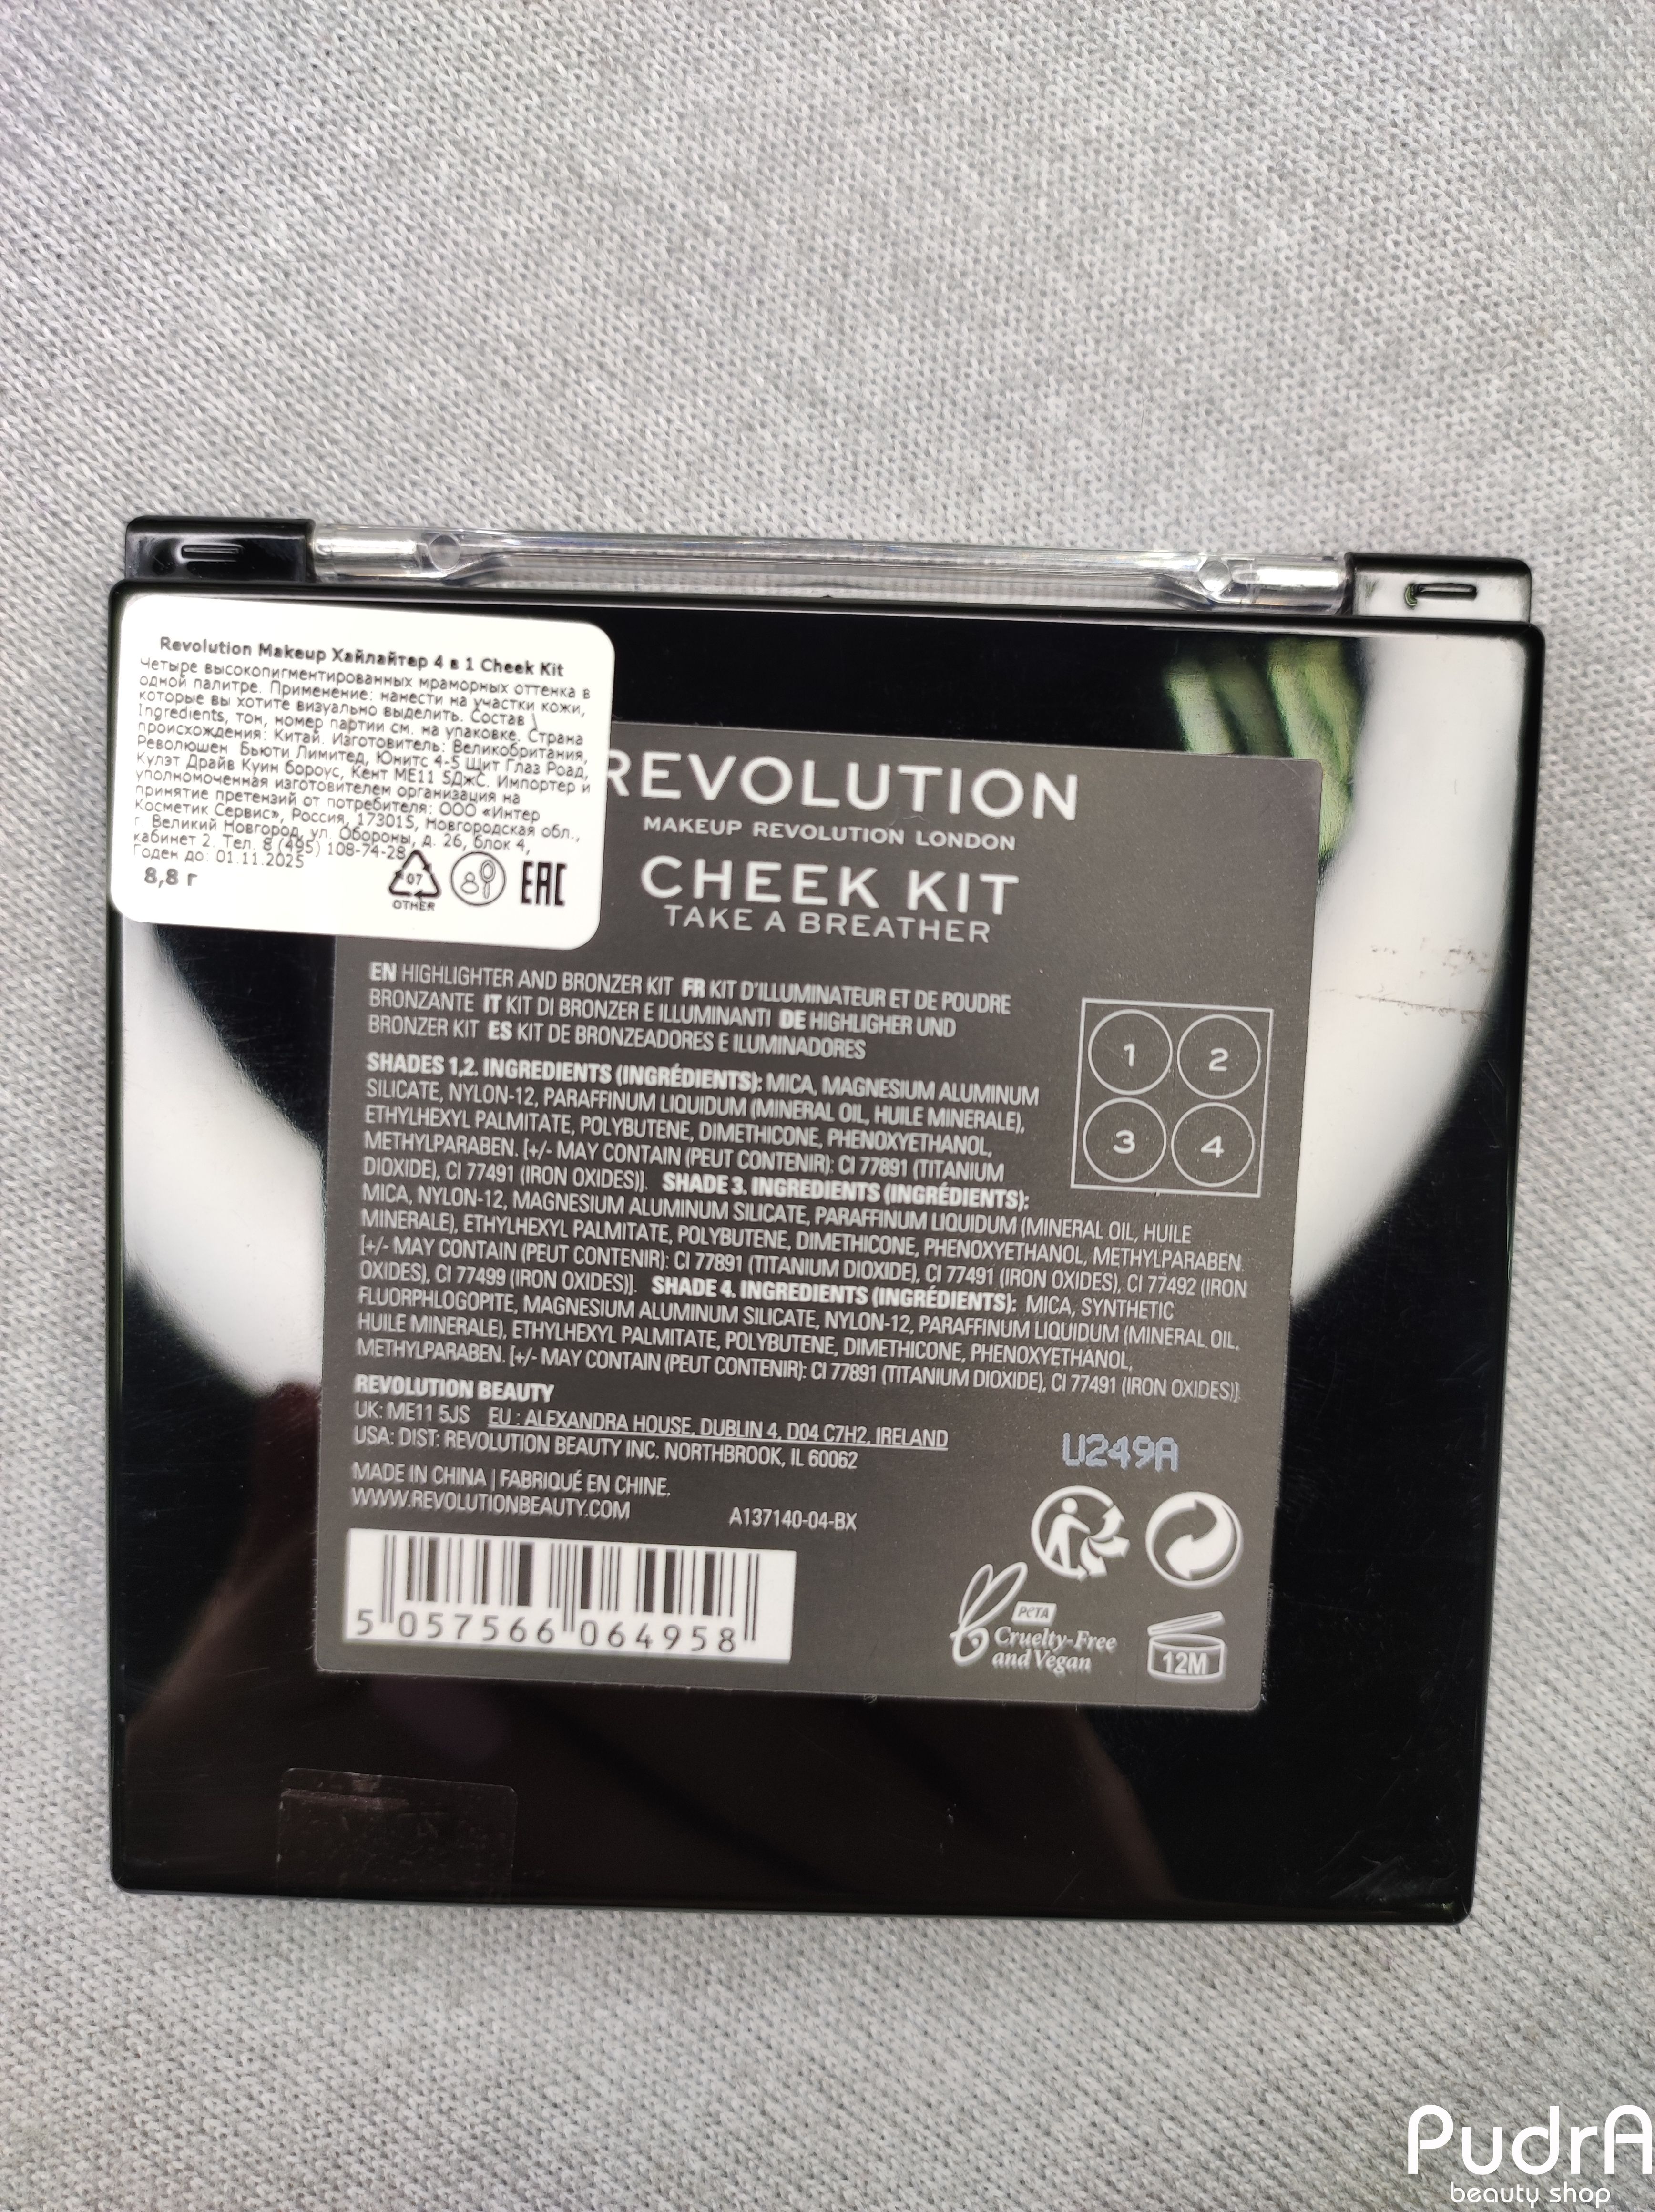 Revolution Makeup Хайлайтер 4 в 1 Cheek Kit
Четыре высокопигментированных мраморных оттенка в
одной палитре. Применение: нанести на участки кожи,
которые вы хотите визуально выделить. Состав \
Ingredients, тон, номер партии см. на упаковке. Страна
происхождения: Китай. Изготовитель: Великобритания,
Революшен Бьюти Лимитед, Юнитс 4-5 Щит Глаз Роад,
Кулэт Драйв Куин бороус, Кент МЕ11 5ДжС. Импортер и
уполномоченная изготовителем организация на
принятие претензий от потребителя: ООО «Интер
Косметик Сервис», Россия, 173015, Новгородская обл.,
г. Великий Новгород, ул. Обороны, д. 26, блок 4,
кабинет 2. Тел. 8 (495) 108-74-28
Годен до: 01.11.2025
8,8 г
07
OTHER
EAC
REVOLUTION
MAKEUP REVOLUTION LONDON
CHEEK KIT
TAKE A BREATHER
EN HIGHLIGHTER AND BRONZER KIT FR KIT D'ILLUMINATEUR ET DE POUDRE
BRONZANTE IT KIT DI BRONZER E ILLUMINANTI DE HIGHLIGHER UND
BRONZER KIT ES KIT DE BRONZEADORES E ILUMINADORES
1 2
3 4
SHADES 1,2. INGREDIENTS (INGRÉDIENTS): MICA, MAGNESIUM ALUMINUM
SILICATE, NYLON-12, PARAFFINUM LIQUIDUM (MINERAL OIL, HUILE MINERALE),
ETHYLHEXYL PALMITATE, POLYBUTENE, DIMETHICONE, PHENOXYETHANOL,
METHYLPARABEN. [+/- MAY CONTAIN (PEUT CONTENIR): CI 77891 (TITANIUM
DIOXIDE), CI 77491 (IRON OXIDES)]. SHADE 3. INGREDIENTS (INGRÉDIENTS):
MICA, NYLON-12, MAGNESIUM ALUMINUM SILICATE, PARAFFINUM LIQUIDUM (MINERAL OIL, HUILE
MINERALE), ETHYLHEXYL PALMITATE, POLYBUTENE, DIMETHICONE, PHENOXYETHANOL, METHYLPARABEN.
[+/- MAY CONTAIN (PEUT CONTENIR): CI 77891 (TITANIUM DIOXIDE), CI 77491 (IRON OXIDES), CI 77492 (IRON
OXIDES), CI 77499 (IRON OXIDES)]. SHADE 4. INGREDIENTS (INGRÉDIENTS): MICA, SYNTHETIC
FLUORPHLOGOPITE, MAGNESIUM ALUMINUM SILICATE, NYLON-12, PARAFFINUM LIQUIDUM (MINERAL OIL,
HUILE MINERALE), ETHYLHEXYL PALMITATE, POLYBUTENE, DIMETHICONE, PHENOXYETHANOL,
METHYLPARABEN. [+/- MAY CONTAIN (PEUT CONTENIR): CI 77891 (TITANIUM DIOXIDE), CI 77491 (IRON OXIDES)]
REVOLUTION BEAUTY
UK: ME11 5JS EU : ALEXANDRA HOUSE, DUBLIN 4, D04 C7H2, IRELAND
USA: DIST: REVOLUTION BEAUTY INC. NORTHBROOK, IL 60062
U249A
MADE IN CHINA | FABRIQUÉ EN CHINE.
WWW.REVOLUTIONBEAUTY.COM A137140-04-BX
5 057566 064958
PETA
Cruelty-Free
and Vegan
12M
PudrA
beauty shop